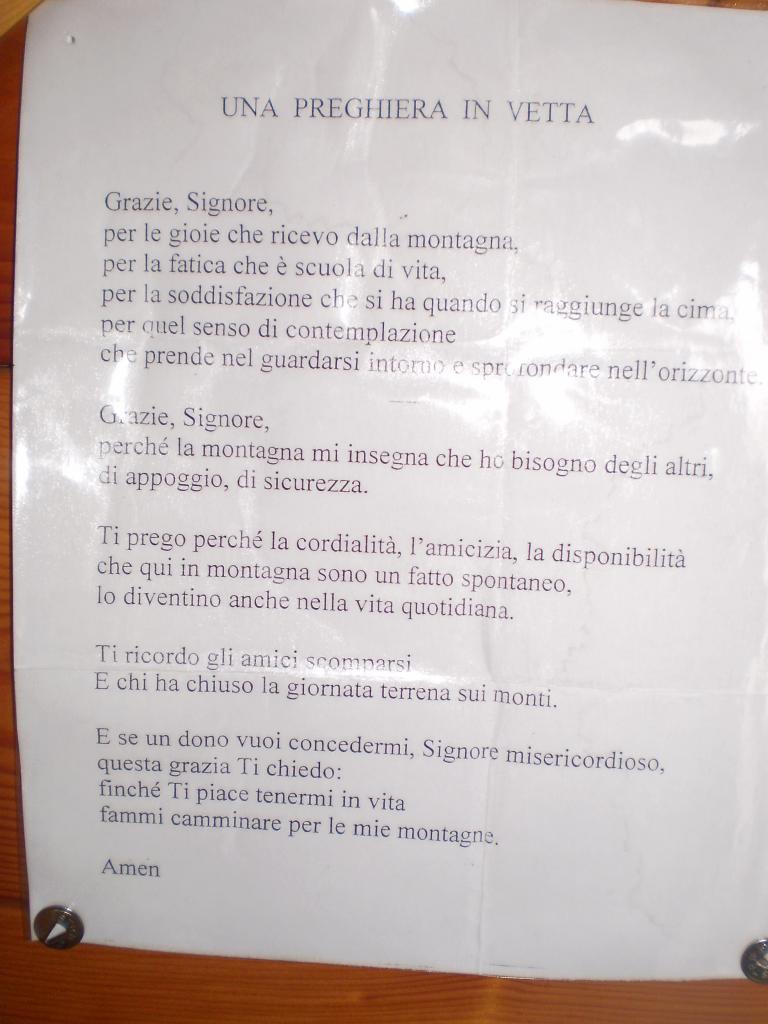 UNA PREGHIERA IN VETTA
Grazie, Signore,
per le gioie che ricevo dalla montagna,
per la fatica che è scuola di vita,
per la soddisfazione che si ha quando si raggiunge la cima,
per quel senso di contemplazione
che prende nel guardarsi intorno e sprofondare nell'orizzonte.
Grazie, Signore,
perché la montagna mi insegna che ho bisogno degli altri,
di appoggio, di sicurezza.
Ti prego perché la cordialità, l'amicizia, la disponibilità
che qui in montagna sono un fatto spontaneo,
lo diventino anche nella vita quotidiana.
Ti ricordo gli amici scomparsi
E chi ha chiuso la giornata terrena sui monti.
E se un dono vuoi concedermi, Signore misericordioso,
questa grazia Ti chiedo:
finché Ti piace tenermi in vita
fammi camminare per le mie montagne.
Amen